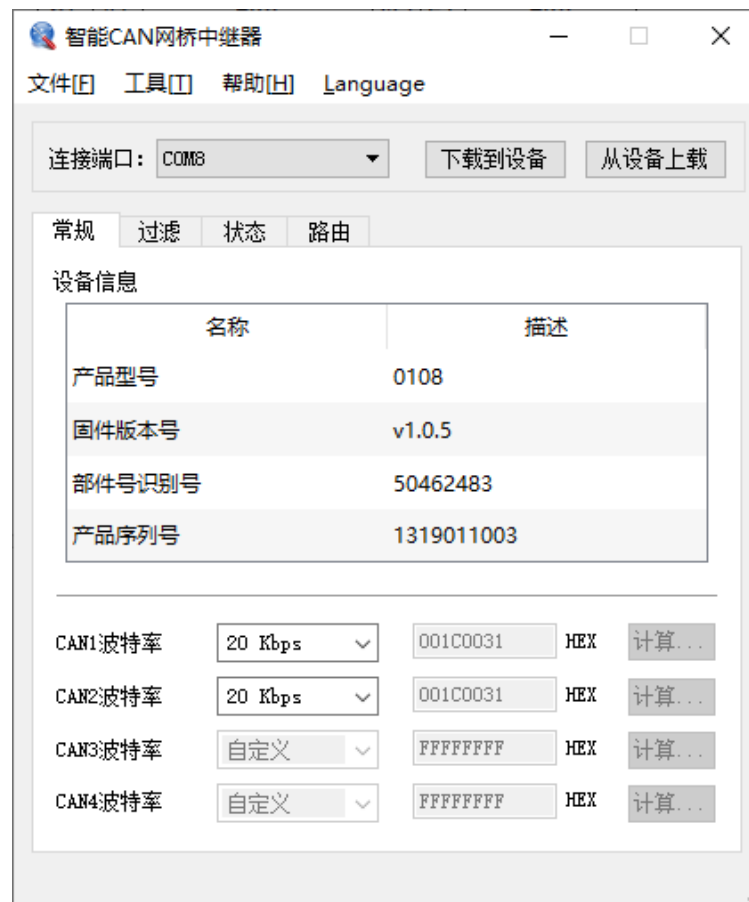 智能CAN网桥中继器
文件[F] 工具[T] 帮助[H] Language
连接端口: COM8 下载到设备 从设备上载
常规 过滤 状态 路由
设备信息
名称 描述
产品型号 0108
固件版本号 v1.0.5
部件号识别号 50462483
产品序列号 1319011003
CAN1波特率 20 Kbps 001C0031 HEX 计算...
CAN2波特率 20 Kbps 001C0031 HEX 计算...
CAN3波特率 自定义 FFFFFFFF HEX 计算...
CAN4波特率 自定义 FFFFFFFF HEX 计算...